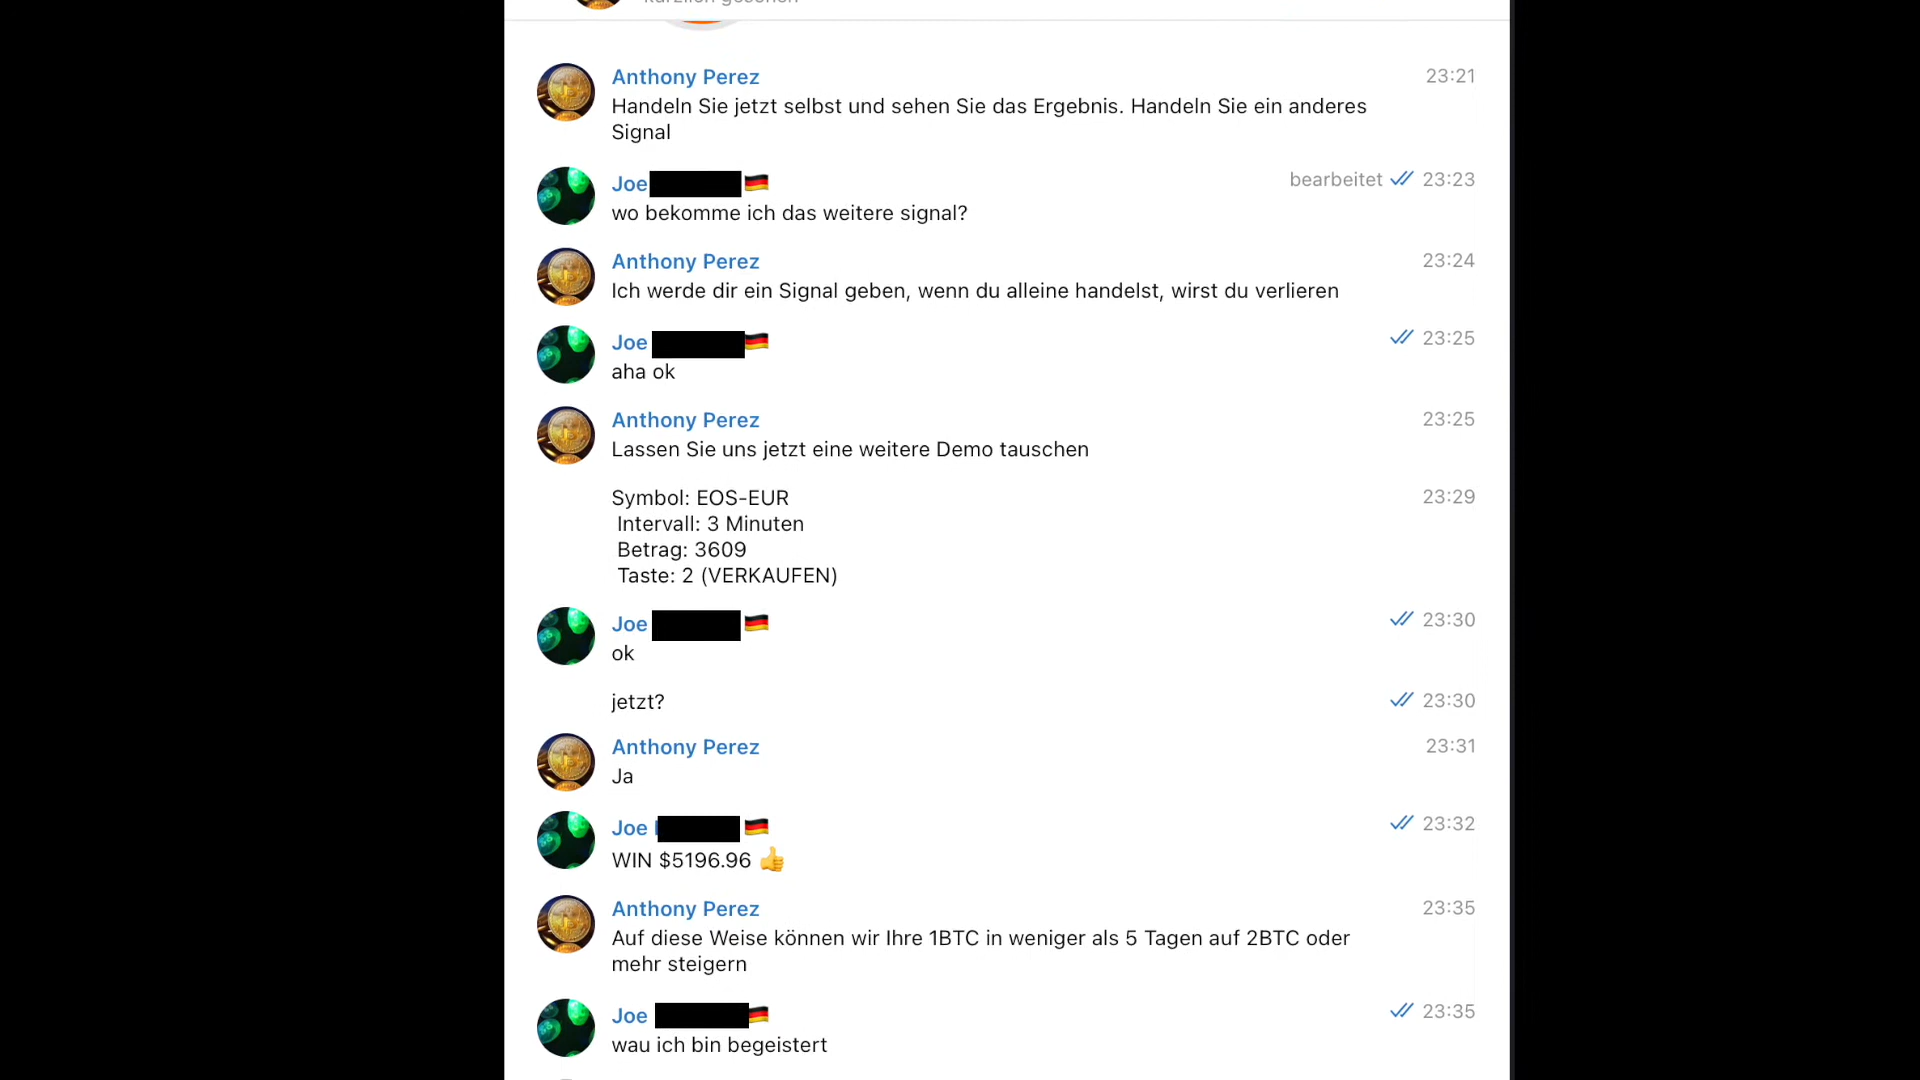 kürzlich gesehen
Anthony Perez 23:21
Handeln Sie jetzt selbst und sehen Sie das Ergebnis. Handeln Sie ein anderes
Signal
Joe bearbeitet 23:23
wo bekomme ich das weitere signal?
Anthony Perez 23:24
Ich werde dir ein Signal geben, wenn du alleine handelst, wirst du verlieren
Joe 23:25
aha ok
Anthony Perez 23:25
Lassen Sie uns jetzt eine weitere Demo tauschen
Symbol: EOS-EUR 23:29
Intervall: 3 Minuten
Betrag: 3609
Taste: 2 (VERKAUFEN)
Joe 23:30
ok
jetzt? 23:30
Anthony Perez 23:31
Ja
Joe 23:32
WIN $5196.96 👍
Anthony Perez 23:35
Auf diese Weise können wir Ihre 1BTC in weniger als 5 Tagen auf 2BTC oder
mehr steigern
Joe 23:35
wau ich bin begeistert